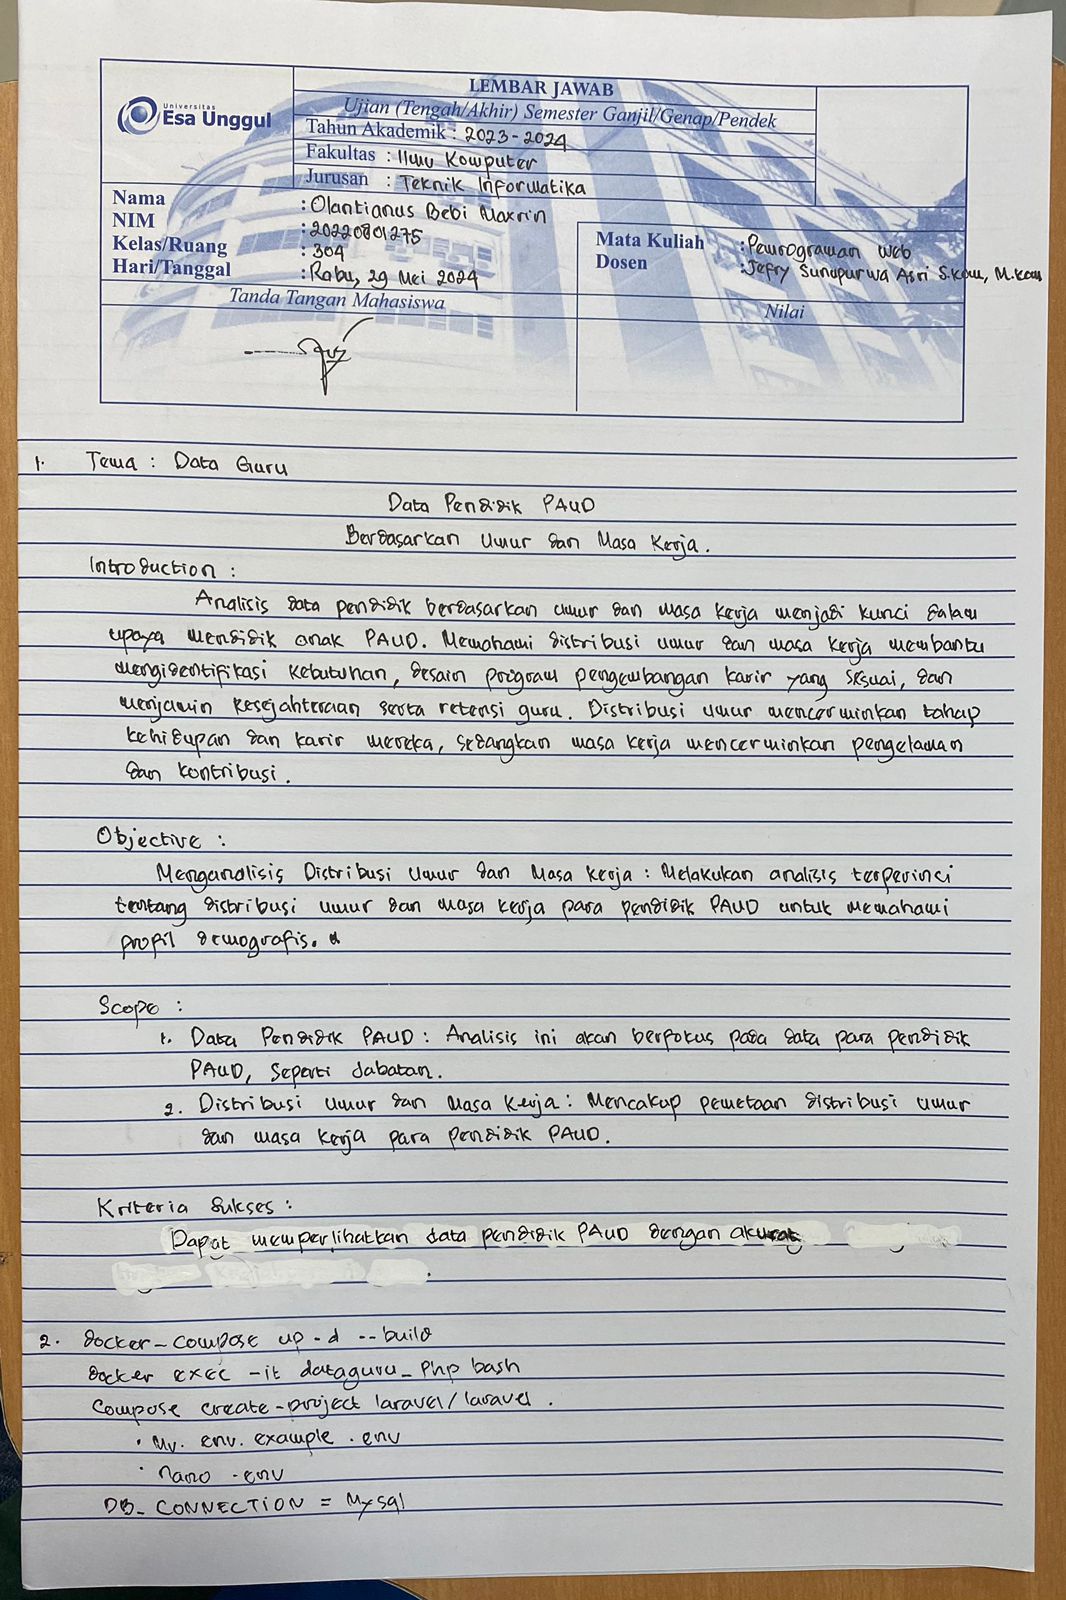 LEMBAR JAWAB
Universitas
Esa Unggul
Ujian (Tengah/Akhir) Semester Ganjil/Genap/Pendek
Tahun Akademik : 2023-2024
Fakultas : Ilmu Komputer
Jurusan : Teknik Informatika
Nama : Olantianus Bebi Maxrin
NIM : 20220801275
Kelas/Ruang : 304
Hari/Tanggal : Rabu, 29 Mei 2024
Mata Kuliah : Pemrograman Web
Dosen : Jefry Sunupurwa Asri S.Kom, M.Kom
Tanda Tangan Mahasiswa
Nilai
1. Tema : Data Guru
Data Pendidik PAUD
Berdasarkan Umur dan Masa Kerja.
Introduction :
Analisis data pendidik berdasarkan umur dan masa kerja menjadi kunci dalam
upaya mendidik anak PAUD. Memahami distribusi umur dan masa kerja membantu
mengidentifikasi kebutuhan, desain program pengembangan karir yang sesuai, dan
menjamin kesejahteraan serta retensi guru. Distribusi umur mencerminkan tahap
kehidupan dan karir mereka, sedangkan masa kerja mencerminkan pengelaman
dan kontribusi.
Objective :
Menganalisis Distribusi Umur dan Masa Kerja : Melakukan analisis terperinci
tentang distribusi umur dan masa kerja para pendidik PAUD untuk memahami
profil demografis.
Scope :
1. Data Pendidik PAUD : Analisis ini akan berfokus pada data para pendidik
PAUD, seperti Jabatan.
2. Distribusi Umur dan Masa Kerja : Mencakup pemetaan distribusi umur
dan masa kerja para pendidik PAUD.
Kriteria Sukses :
Dapat memperlihatkan data pendidik PAUD dengan akurat
.
2. docker-compose up -d --build
docker exec -it dataguru_php bash
Compose create-project laravel/laravel .
• Mv. env. example .env
• nano .env
DB_CONNECTION = Mysql